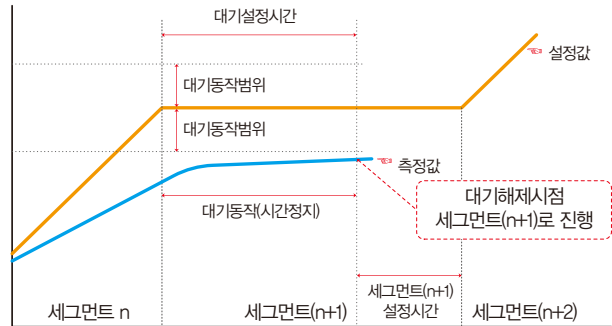 대기설정시간
☜ 설정값
대기동작범위
대기동작범위
☜ 측정값
대기해제시점
세그먼트(n+1)로 진행
대기동작(시간정지)
세그먼트(n+1)
설정시간
세그먼트 n
세그먼트(n+1)
세그먼트(n+2)